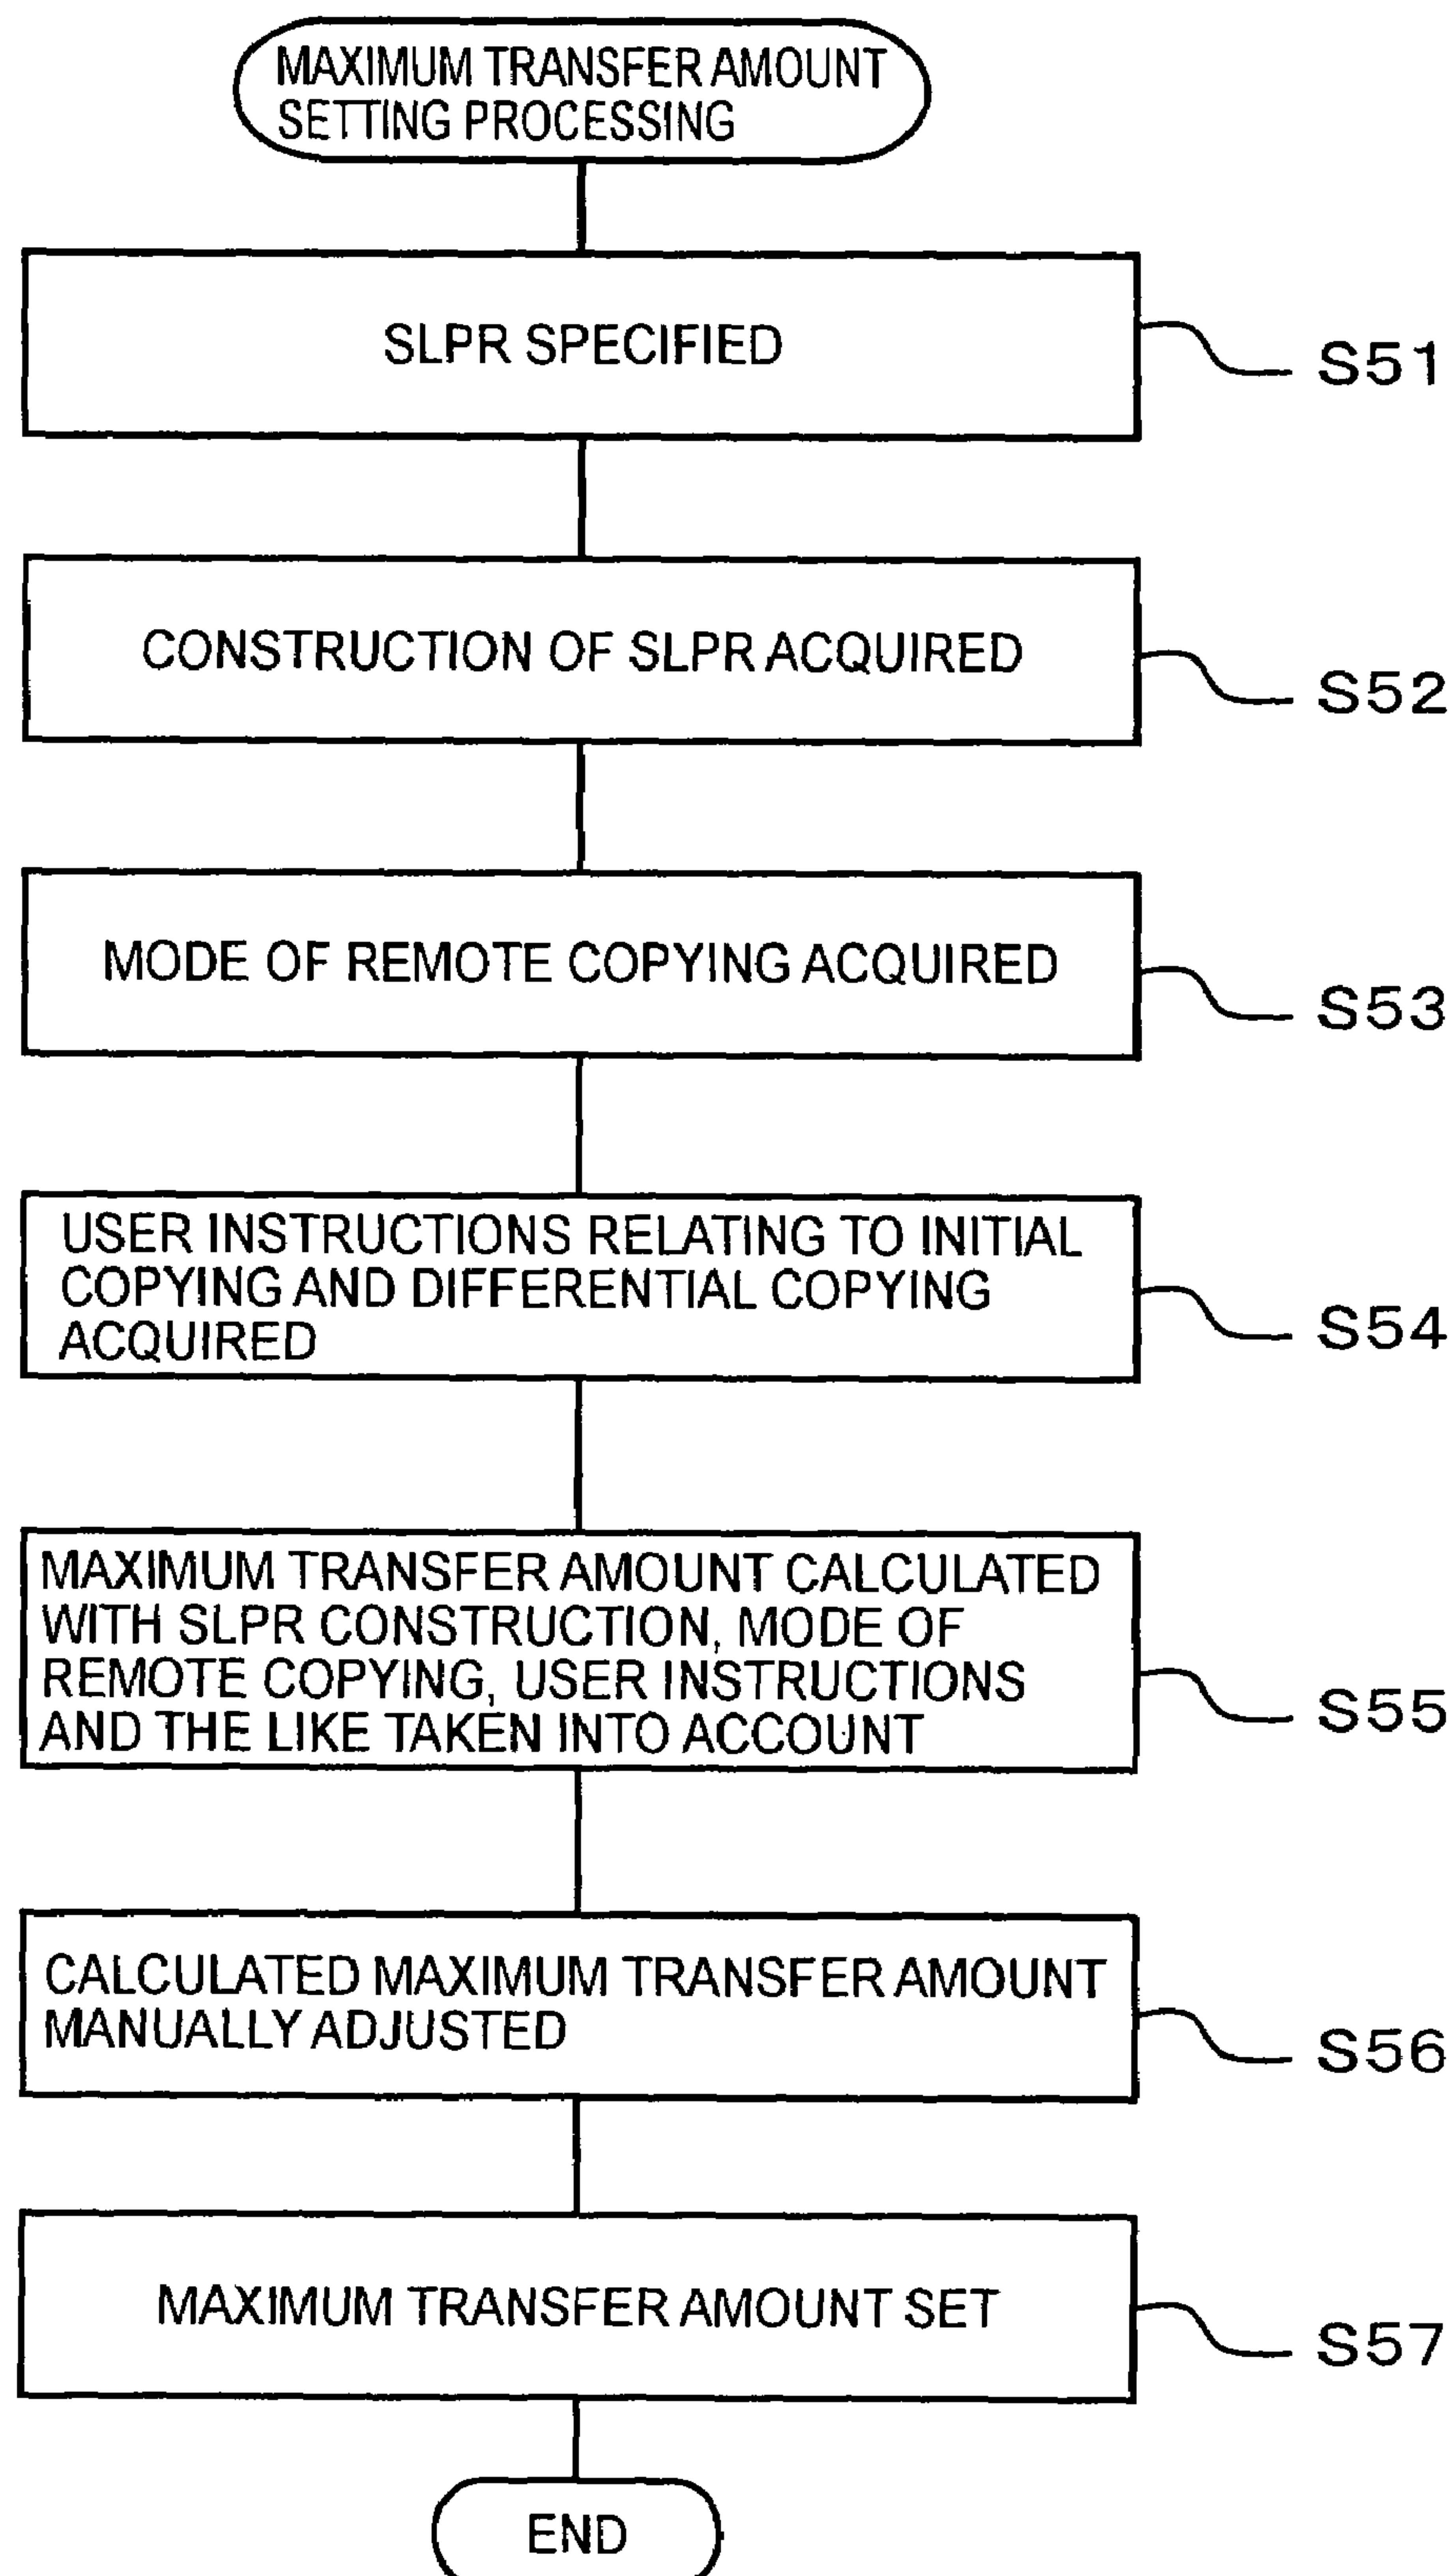 MAXIMUM TRANSFER AMOUNT
SETTING PROCESSING
SLPR SPECIFIED
S51
CONSTRUCTION OF SLPR ACQUIRED
S52
MODE OF REMOTE COPYING ACQUIRED
S53
USER INSTRUCTIONS RELATING TO INITIAL
COPYING AND DIFFERENTIAL COPYING
ACQUIRED
S54
MAXIMUM TRANSFER AMOUNT CALCULATED
WITH SLPR CONSTRUCTION, MODE OF
REMOTE COPYING, USER INSTRUCTIONS
AND THE LIKE TAKEN INTO ACCOUNT
S55
CALCULATED MAXIMUM TRANSFER AMOUNT
MANUALLY ADJUSTED
S56
MAXIMUM TRANSFER AMOUNT SET
S57
END